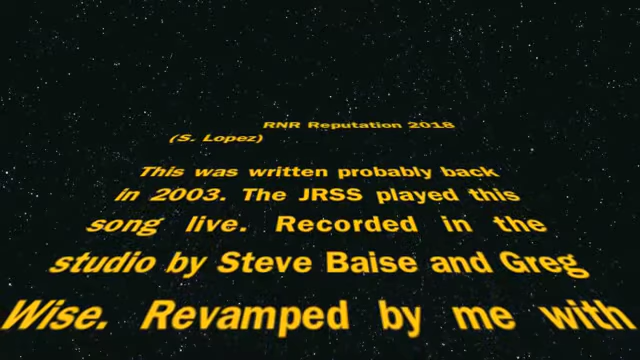 RNR Reputation 2018
(S. Lopez)
This was written probably back
in 2003. The JRSS played this
song live. Recorded in the
studio by Steve Baise and Greg
Wise. Revamped by me with